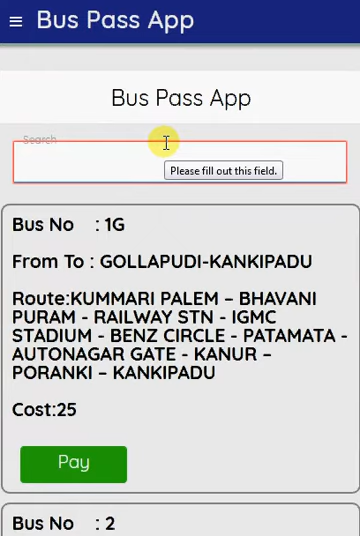 ≡ Bus Pass App
Bus Pass App
Search
Please fill out this field.
Bus No : 1G
From To : GOLLAPUDI-KANKIPADU
Route:KUMMARI PALEM – BHAVANI
PURAM - RAILWAY STN - IGMC
STADIUM - BENZ CIRCLE - PATAMATA -
AUTONAGAR GATE - KANUR –
PORANKI – KANKIPADU
Cost:25
Pay
Bus No : 2